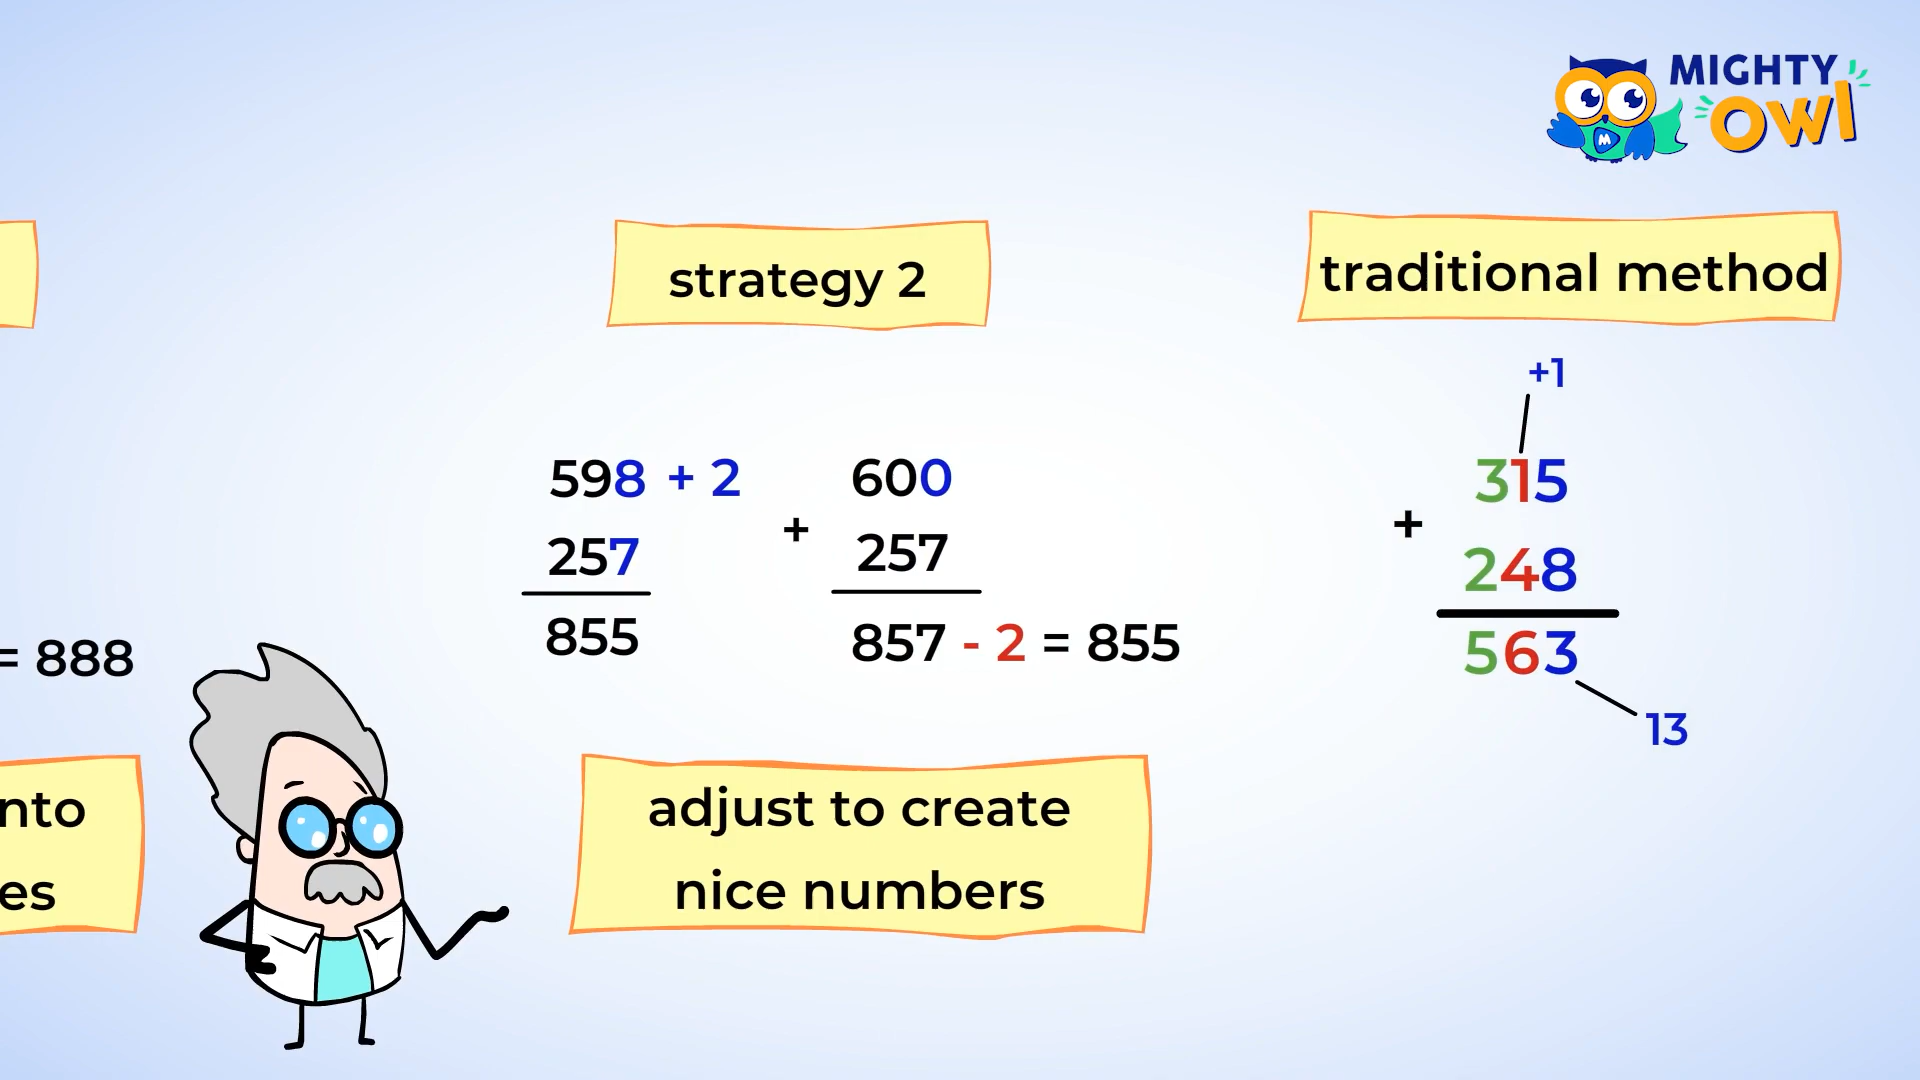 MIGHTY
OWL
strategy 2
traditional method
+1
598 + 2
600
315
+
+
257
257
248
855
857 - 2 = 855
563
= 888
13
nto
es
adjust to create
nice numbers